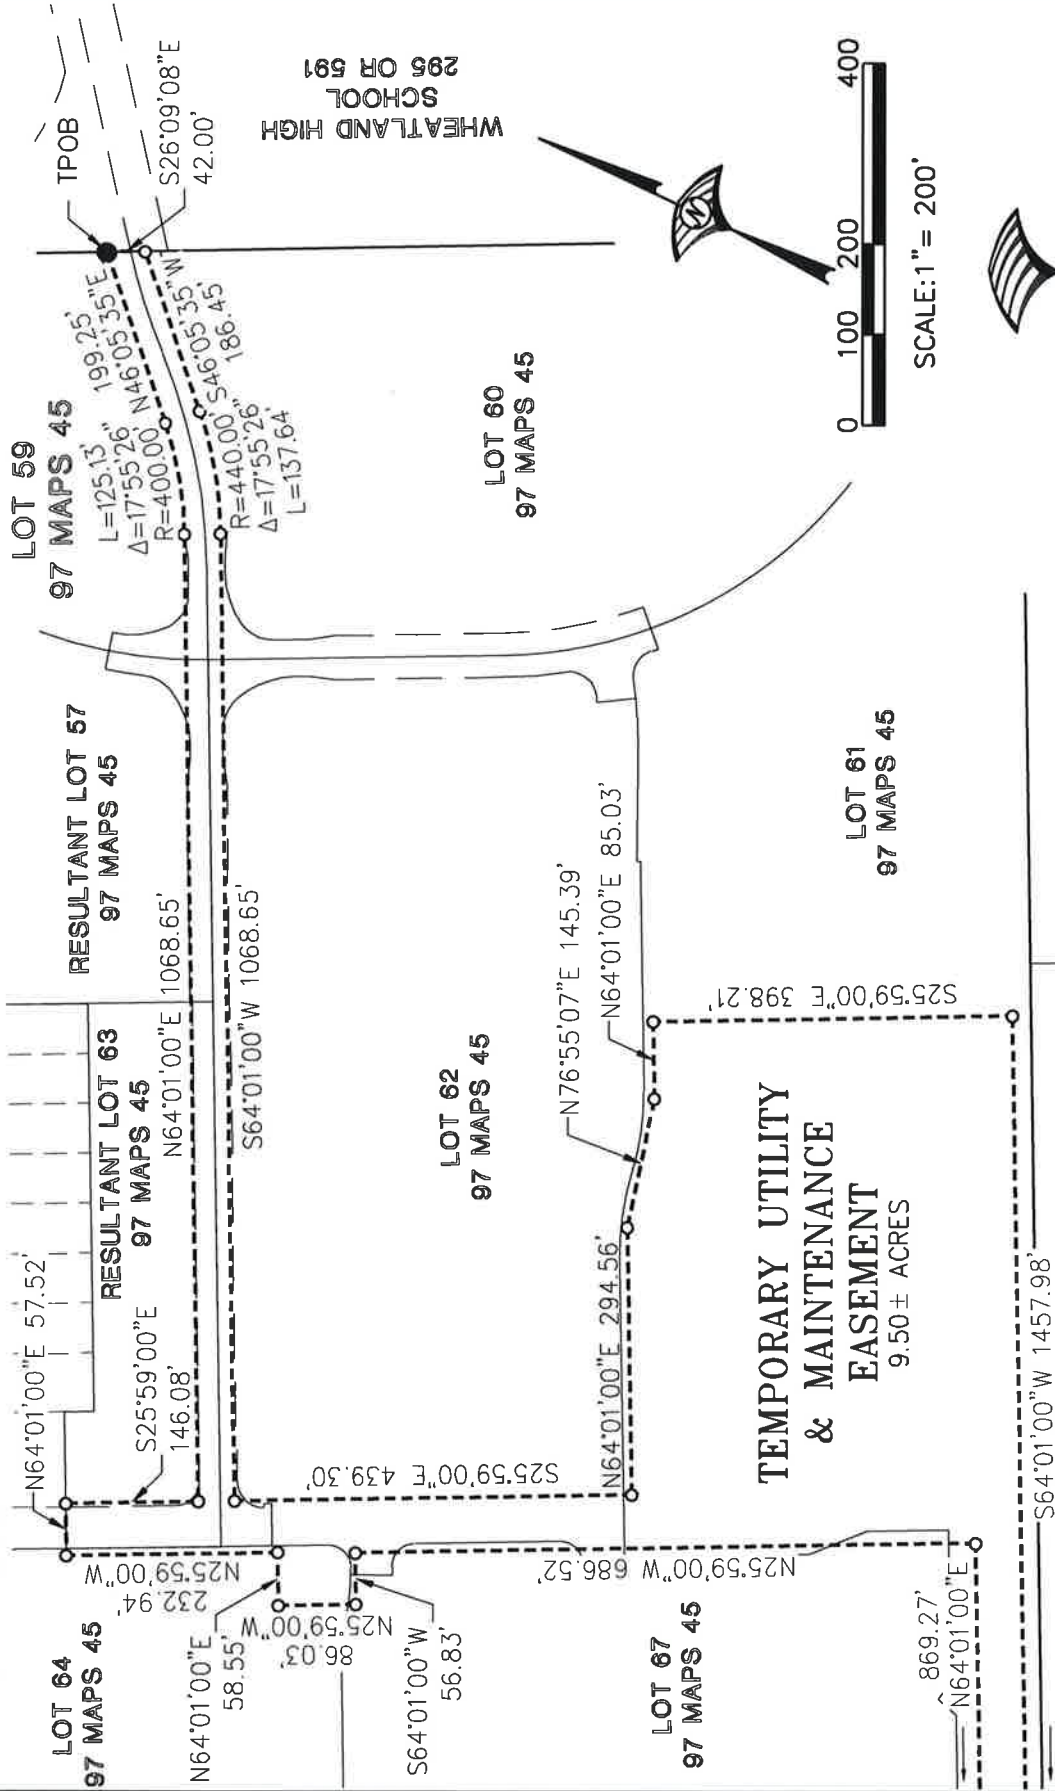 LOT 59
97 MAPS 45
TPOB
S26°09'08"E
42.00'
WHEATLAND HIGH
SCHOOL
295 OR 591
199.25'
N46°05'35"E
L=125.13'
Δ=17°55'26"
R=400.00'
S46°05'35"W
186.45'
R=440.00'
Δ=17°55'26"
L=137.64'
LOT 60
97 MAPS 45
0 100 200 400
SCALE: 1" = 200'
N
RESULTANT LOT 57
97 MAPS 45
N64°01'00"E 1068.65'
S64°01'00"W 1068.65'
RESULTANT LOT 63
97 MAPS 45
N64°01'00"E 57.52'
S25°59'00"E
146.08'
LOT 62
97 MAPS 45
N76°55'07"E 145.39'
N64°01'00"E 85.03'
LOT 61
97 MAPS 45
S25°59'00"E 398.21'
N64°01'00"E 294.56'
S25°59'00"E 439.30'
TEMPORARY UTILITY
& MAINTENANCE
EASEMENT
9.50± ACRES
LOT 64
97 MAPS 45
N25°59'00"W
232.94'
N64°01'00"E
58.55'
N25°59'00"W
86.03'
S64°01'00"W
56.83'
N25°59'00"W 686.52'
LOT 67
97 MAPS 45
869.27'
N64°01'00"E
S64°01'00"W 1457.98'